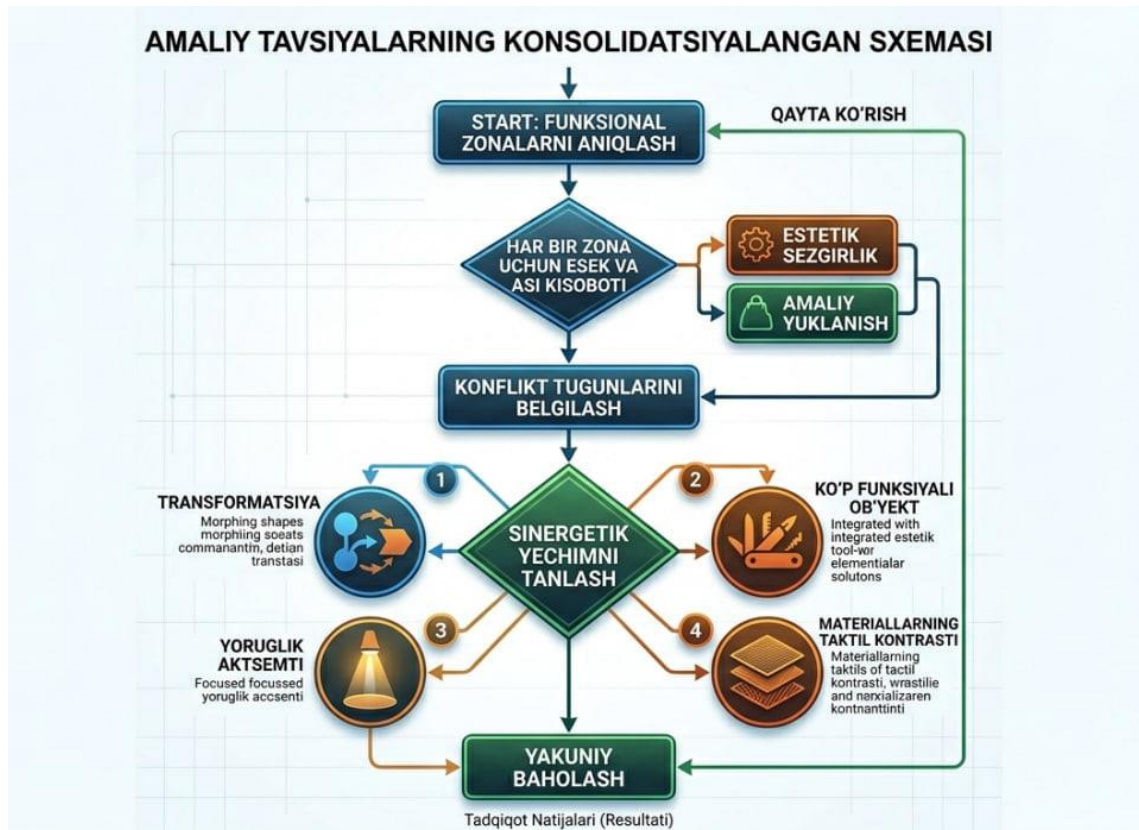 AMALIY TAVSIYALARNING KONSOLIDATSIYALANGAN SXEMASI
START: FUNKSIONAL
ZONALARNI ANIQLASH
QAYTA KO'RISH
HAR BIR ZONA
UCHUN ESEK VA
ASI KISOBOTI
ESTETIK
SEZGIRLIK
AMALIY
YUKLANISH
KONFLIKT TUGUNLARINI
BELGILASH
1
TRANSFORMATSIYA
Morphing shapes
morphiing soeats
commanantm, detian
transtasi
SINERGETIK
YECHIMNI
TANLASH
2
KO'P FUNKSIYALI
OB'YEKT
Integrated with
integrated estetik
tool-wor
elementialar
solutons
3
YORUGLIK
AKTSEMTI
Focused focussed
yoruglik accsenti
4
MATERIALLARNING
TAKTIL KONTRASTI
Materiallarning
taktils of tactil
kontrasti, wrastilie
and nerxializaren
kontnanttinti
YAKUNIY
BAHOLASH
Tadqiqot Natijalari (Resultati)